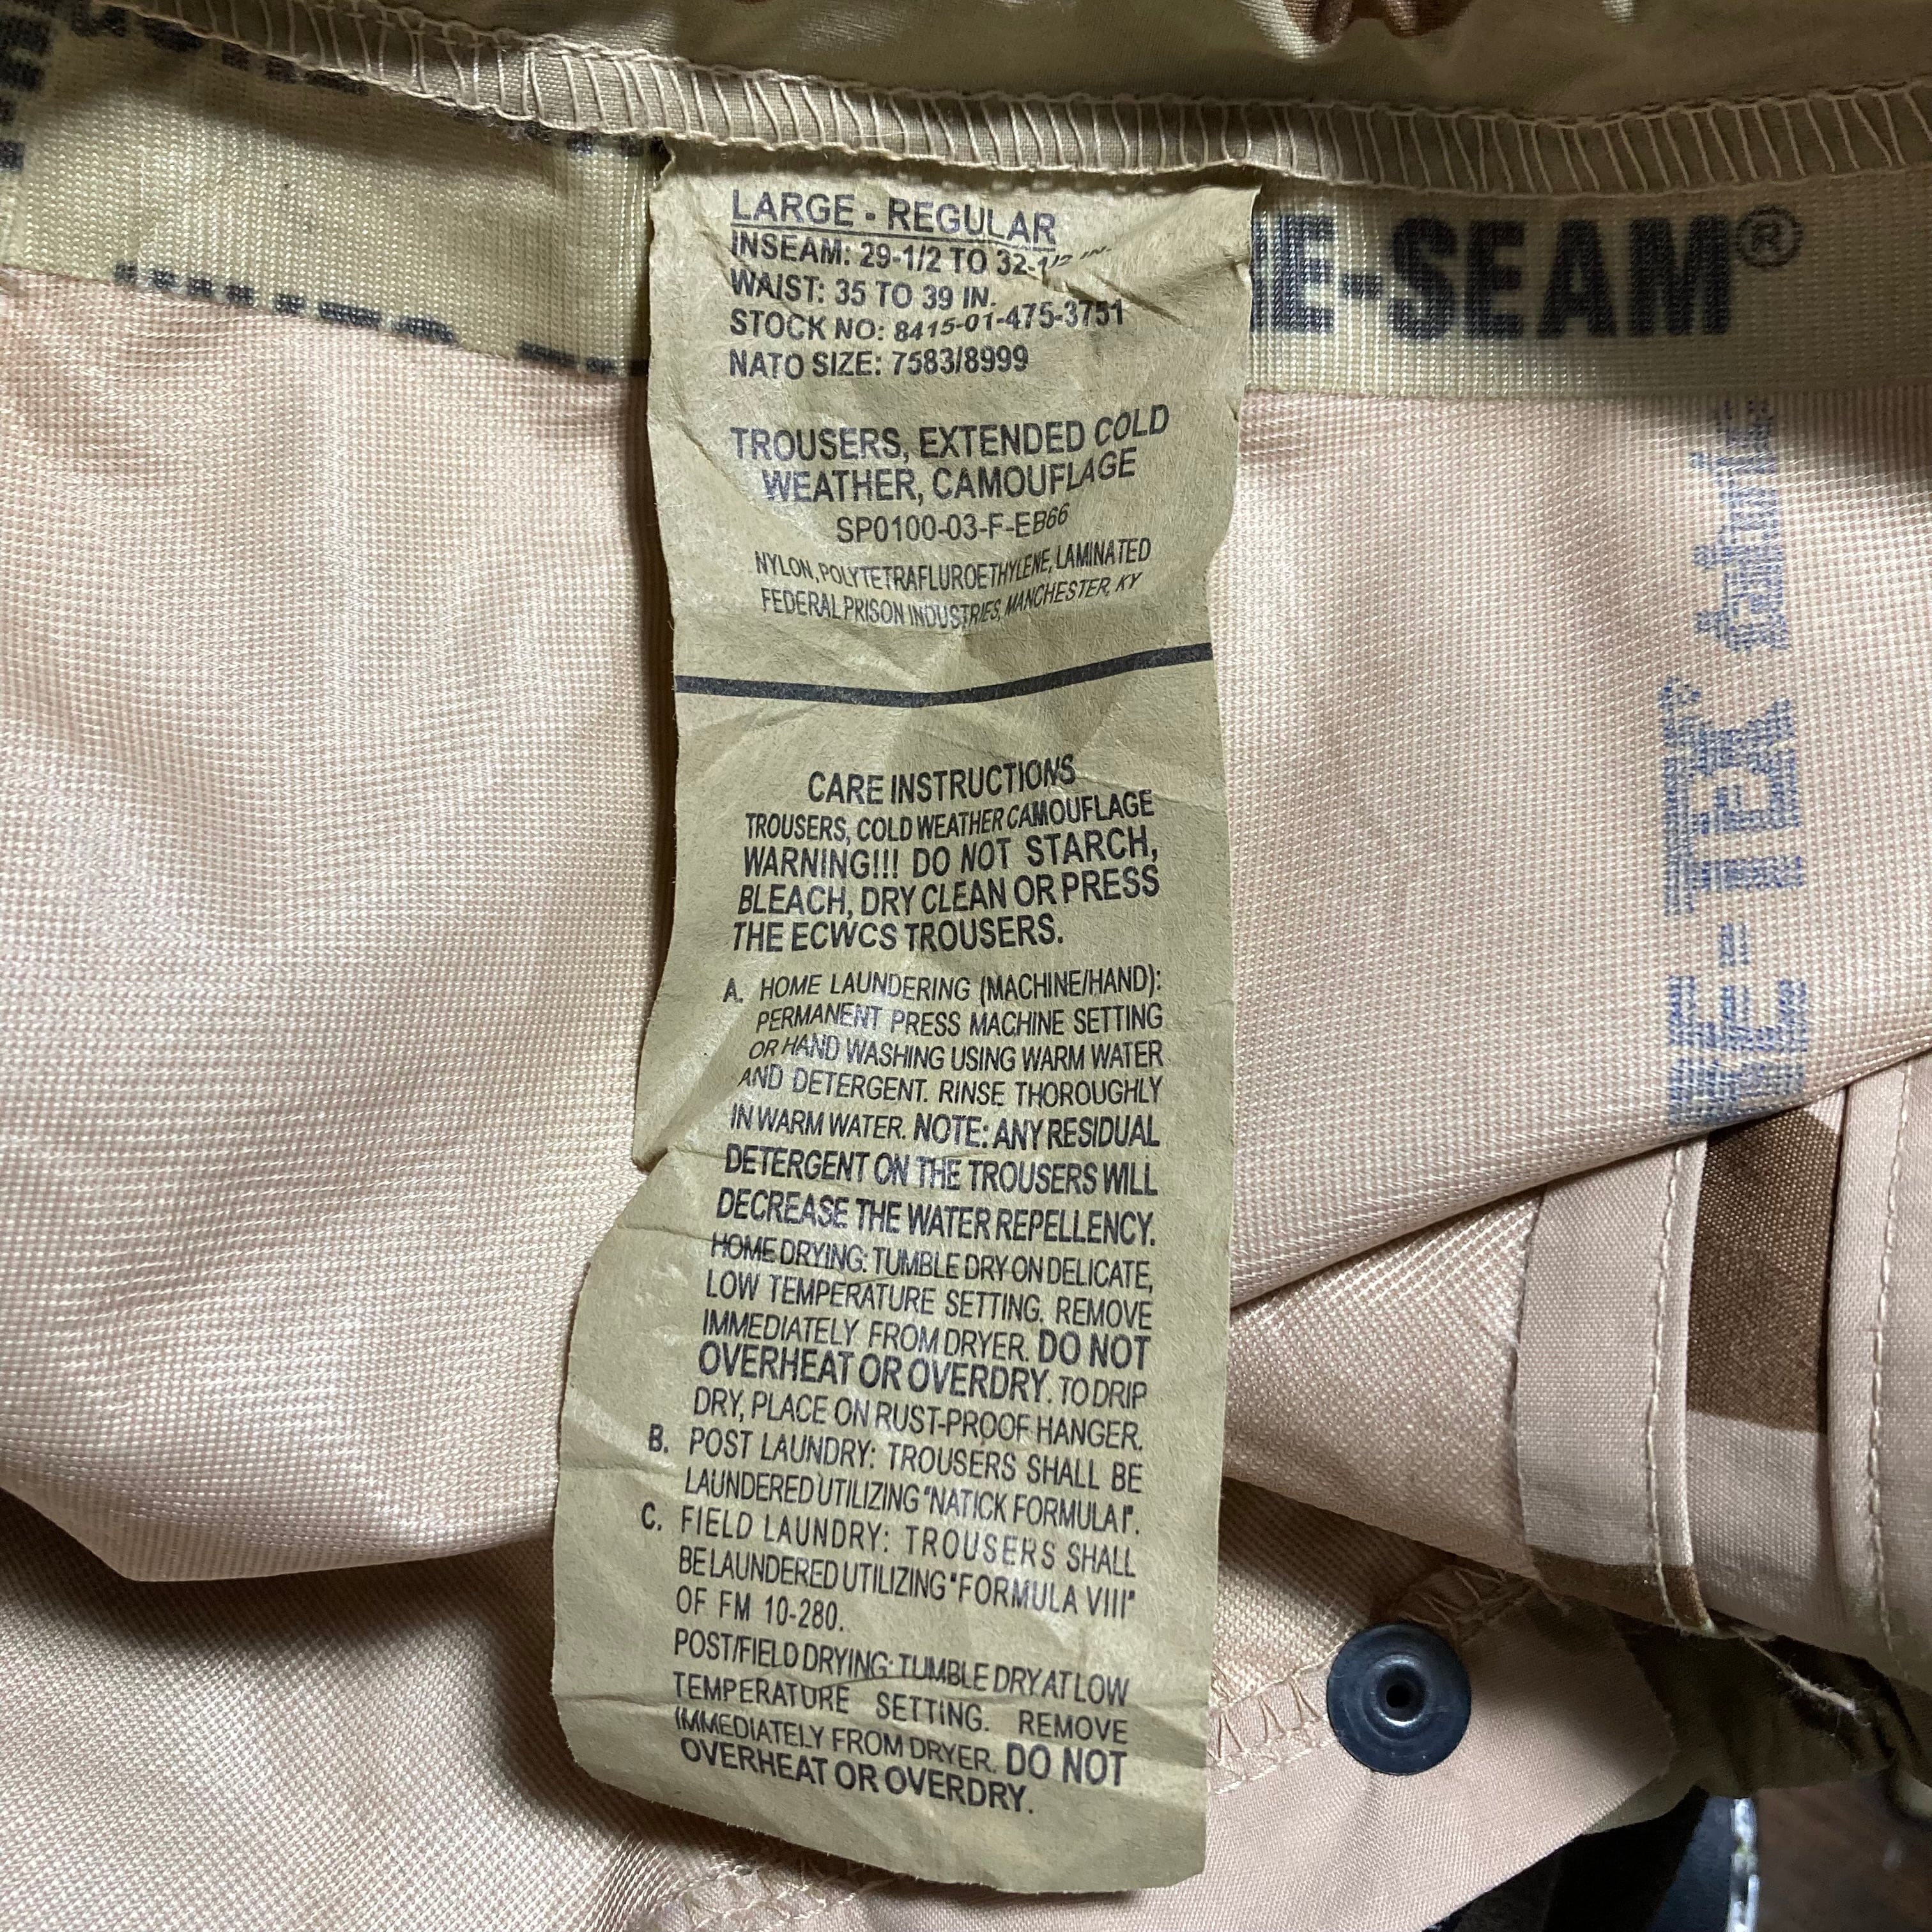 LARGE - REGULAR
INSEAM: 29-1/2 TO 32-1/2 IN.
WAIST: 35 TO 39 IN.
STOCK NO: 8415-01-475-3751
NATO SIZE: 7583/8999
TROUSERS, EXTENDED COLD
WEATHER, CAMOUFLAGE
SP0100-03-F-EB66
NYLON, POLYTETRAFLUROETHYLENE, LAMINATED
FEDERAL PRISON INDUSTRIES, MANCHESTER, KY
CARE INSTRUCTIONS
TROUSERS, COLD WEATHER CAMOUFLAGE
WARNING!!! DO NOT STARCH,
BLEACH, DRY CLEAN OR PRESS
THE ECWCS TROUSERS.
A. HOME LAUNDERING (MACHINE/HAND):
PERMANENT PRESS MACHINE SETTING
OR HAND WASHING USING WARM WATER
AND DETERGENT. RINSE THOROUGHLY
IN WARM WATER. NOTE: ANY RESIDUAL
DETERGENT ON THE TROUSERS WILL
DECREASE THE WATER REPELLENCY.
HOME DRYING: TUMBLE DRY ON DELICATE,
LOW TEMPERATURE SETTING. REMOVE
IMMEDIATELY FROM DRYER. DO NOT
OVERHEAT OR OVERDRY. TO DRIP
DRY, PLACE ON RUST-PROOF HANGER.
B. POST LAUNDRY: TROUSERS SHALL BE
LAUNDERED UTILIZING "NATICK FORMULA I".
C. FIELD LAUNDRY: TROUSERS SHALL
BE LAUNDERED UTILIZING "FORMULA VIII"
OF FM 10-280.
POST/FIELD DRYING: TUMBLE DRY AT LOW
TEMPERATURE SETTING. REMOVE
IMMEDIATELY FROM DRYER. DO NOT
OVERHEAT OR OVERDRY.
ME-SEAM®
RE-TEX fabric